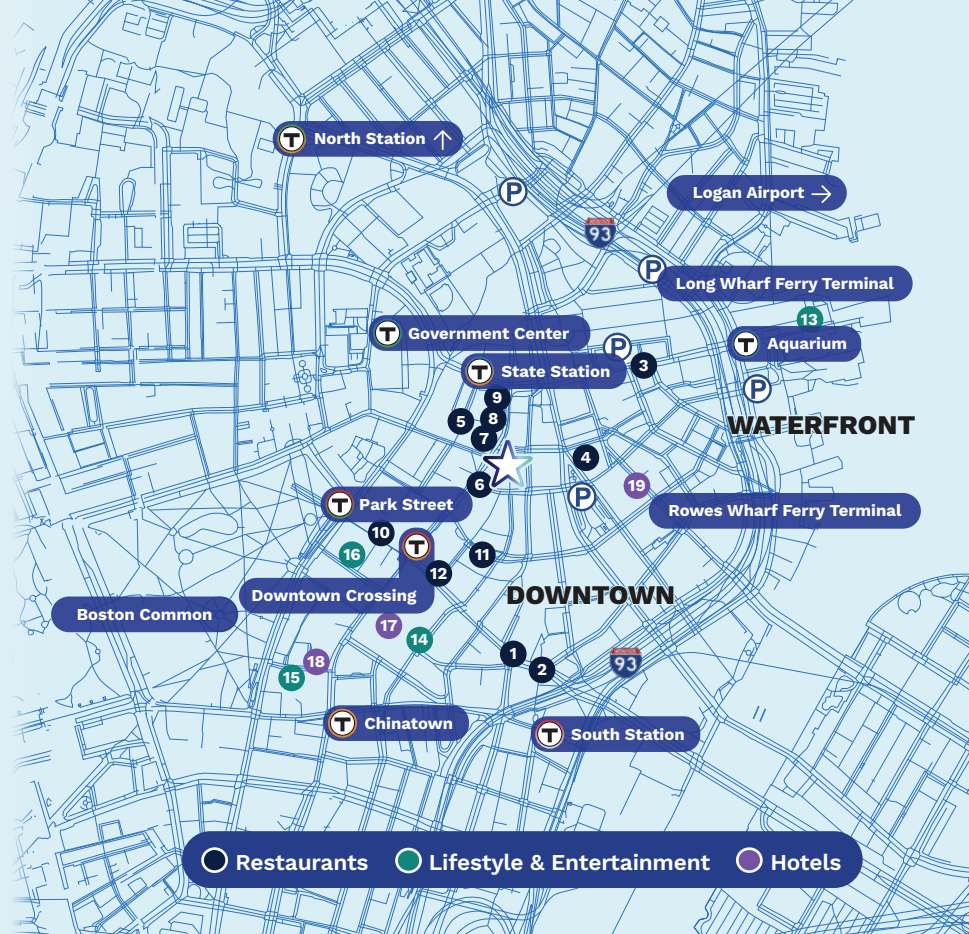 T North Station ↑
P
Logan Airport →
93
P
Long Wharf Ferry Terminal
13
T Government Center
P
T Aquarium
T State Station
3
P
9
8
5
7
WATERFRONT
4
6
19
P
T Park Street
Rowes Wharf Ferry Terminal
10
T
16
11
12
Downtown Crossing
DOWNTOWN
Boston Common
17
14
1
18
2
93
15
T Chinatown
T South Station
Restaurants
Lifestyle & Entertainment
Hotels